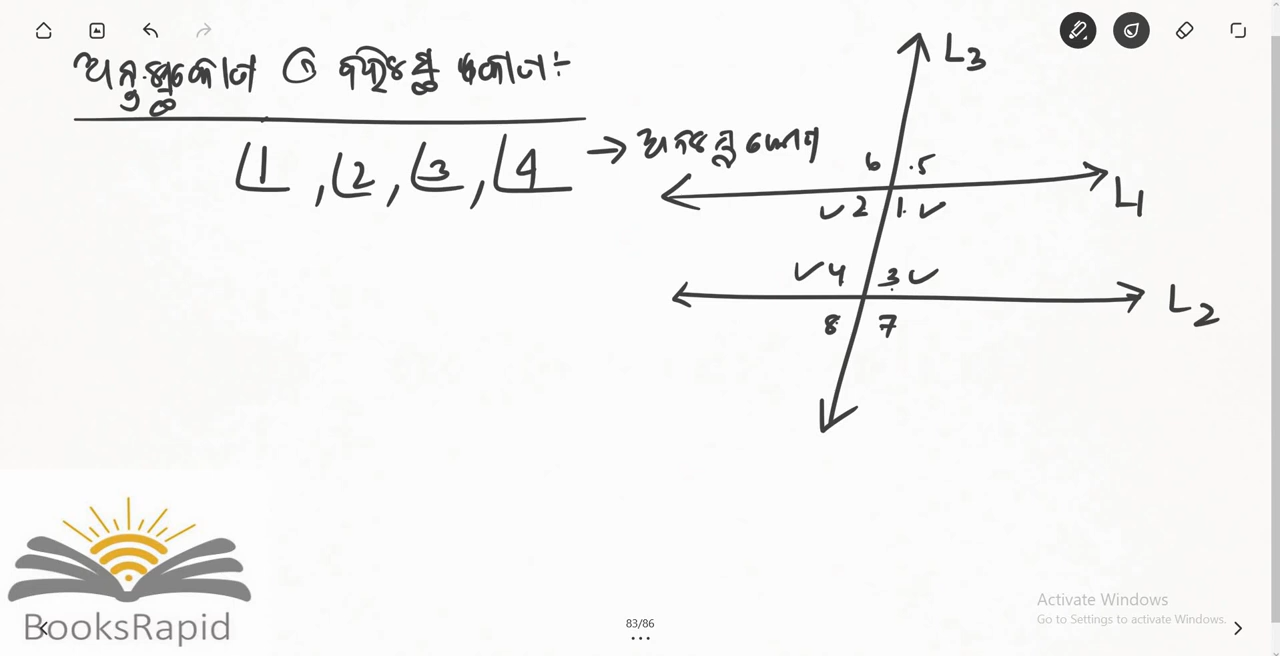 ଅନ୍ତଃସ୍ଥକୋଣ ଓ ବହିଃସ୍ଥ କୋଣ :-
∠1 , ∠2 , ∠3 , ∠4 →
L3
6 5
L1
2 1
4 3
L2
8 7
BooksRapid
83/86
Activate Windows
Go to Settings to activate Windows.